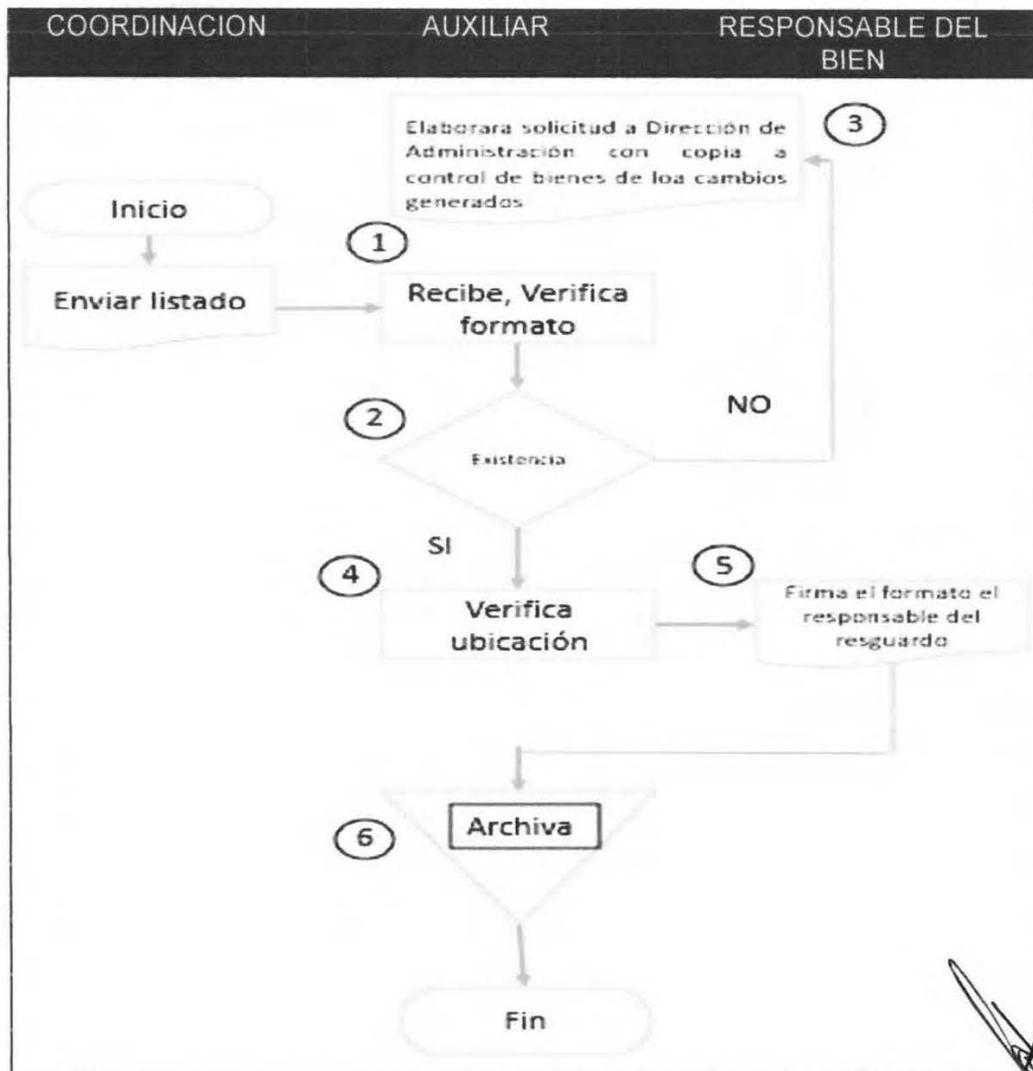 COORDINACION
AUXILIAR
RESPONSABLE DEL
BIEN
Elaborara solicitud a Dirección de
Administración con copia a
control de bienes de loa cambios
generados
3
Inicio
1
Enviar listado
Recibe, Verifica
formato
2
Existencia
NO
SI
4
Verifica
ubicación
5
Firma el formato el
responsable del
resguardo
6
Archiva
Fin